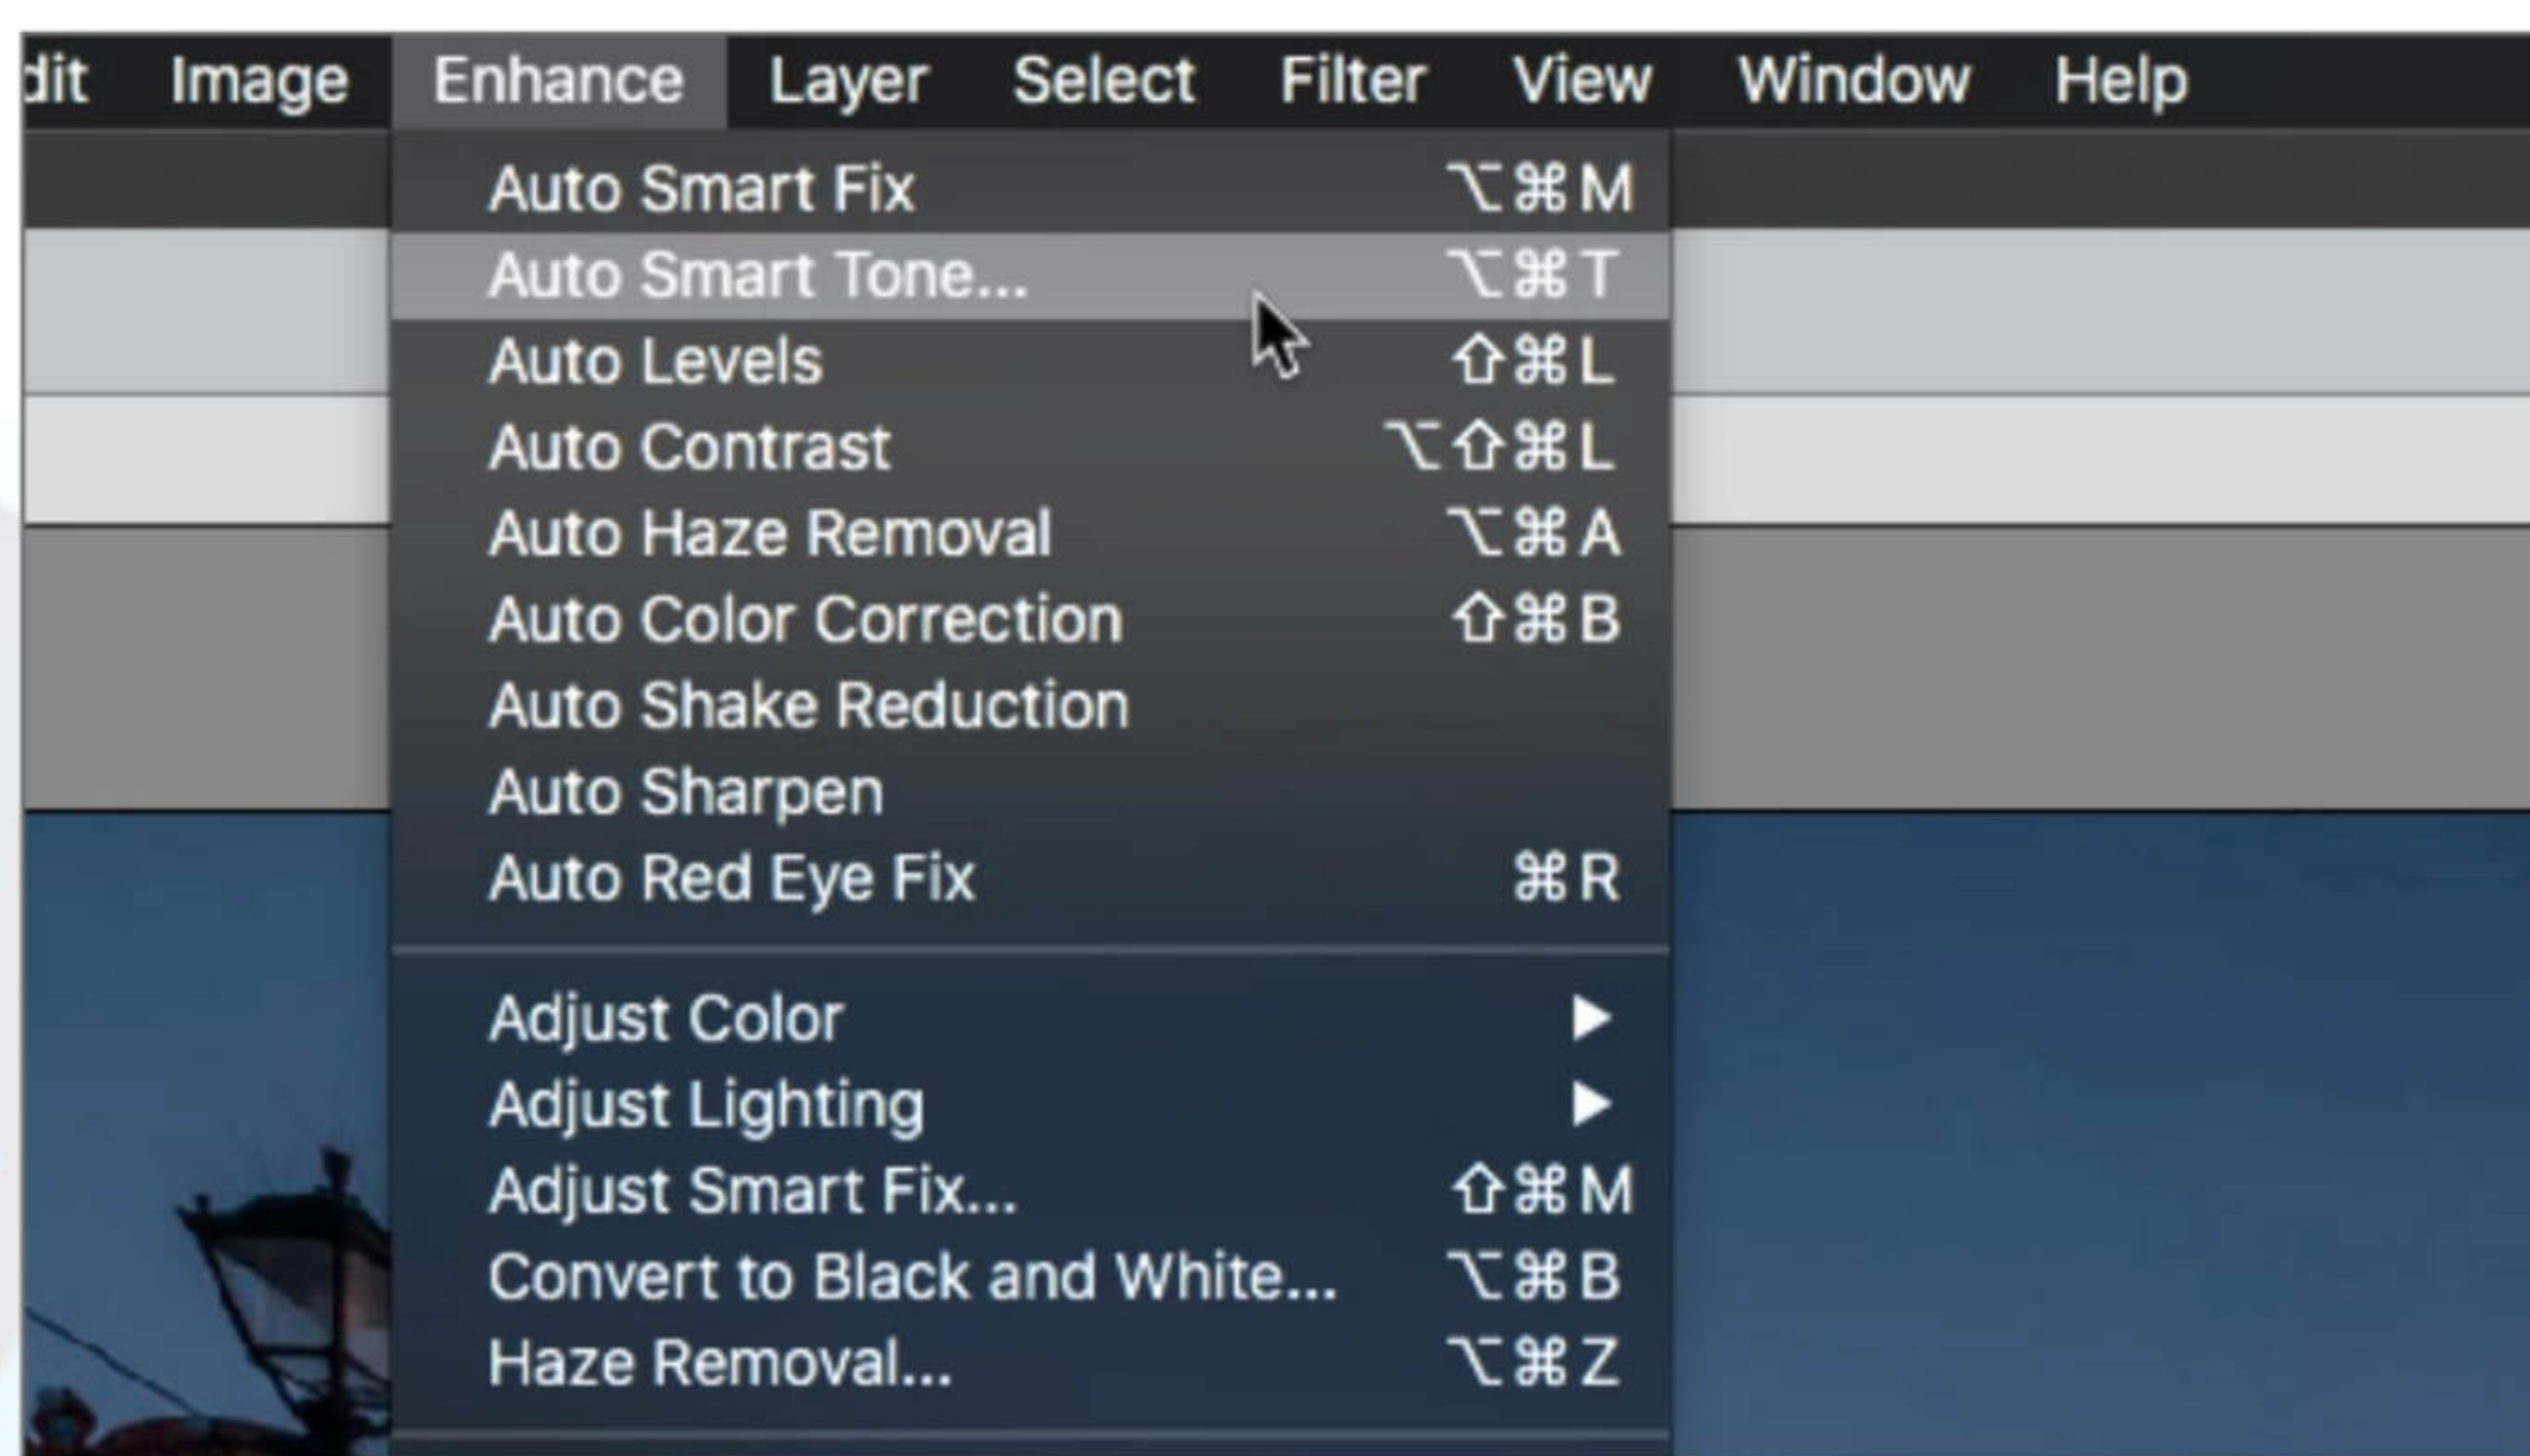 dit Image Enhance Layer Select Filter View Window Help
Auto Smart Fix ⌥⌘M
Auto Smart Tone... ⌥⌘T
Auto Levels ⇧⌘L
Auto Contrast ⌥⇧⌘L
Auto Haze Removal ⌥⌘A
Auto Color Correction ⇧⌘B
Auto Shake Reduction
Auto Sharpen
Auto Red Eye Fix ⌘R
Adjust Color ▶
Adjust Lighting ▶
Adjust Smart Fix... ⇧⌘M
Convert to Black and White... ⌥⌘B
Haze Removal... ⌥⌘Z